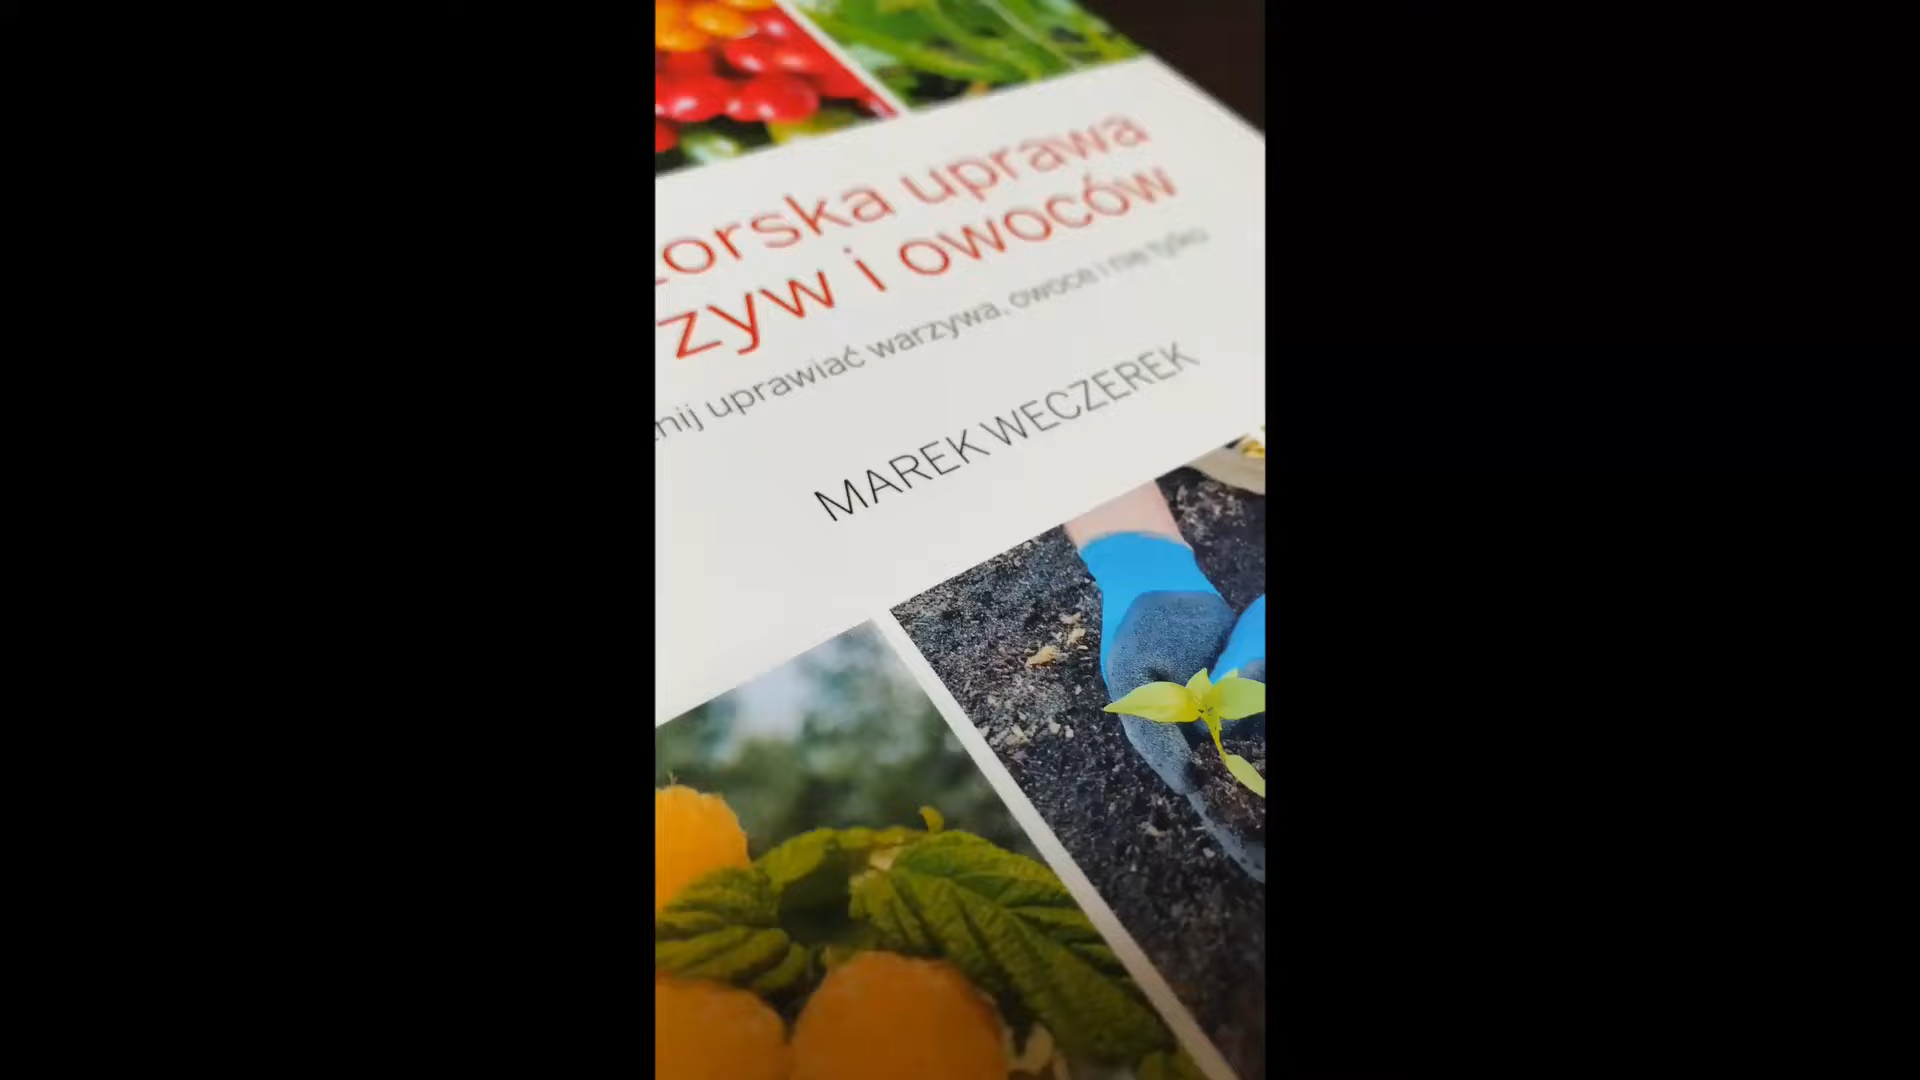 orska uprawa
zyw i owoców
nij uprawiać warzywa, owoce i nie tylko
MAREK WECZEREK